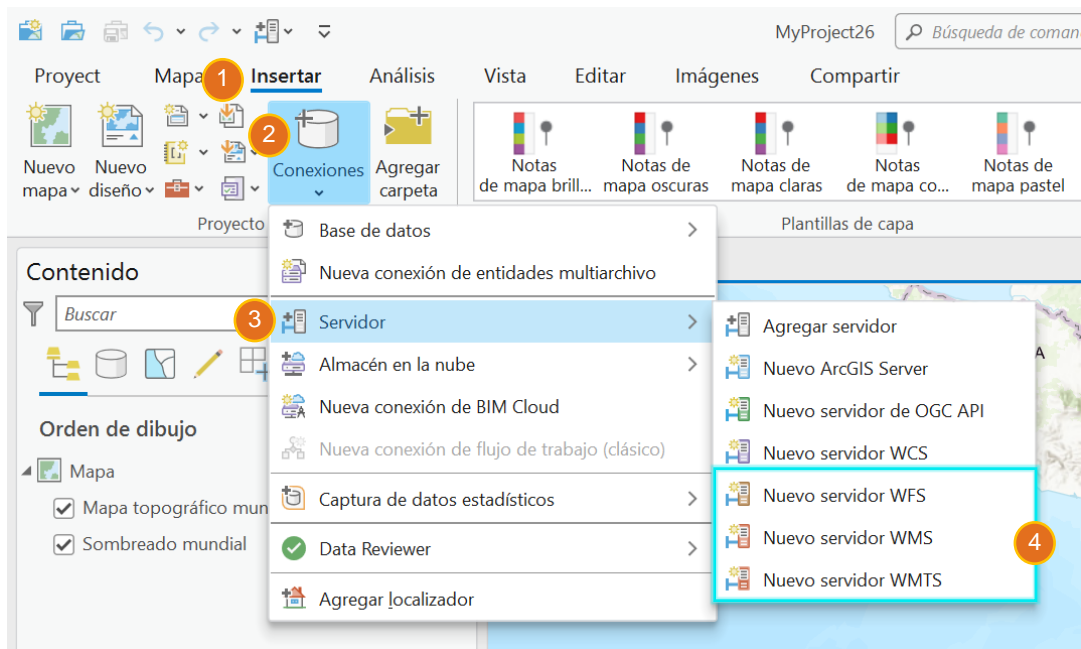 MyProject26
Búsqueda de coman
Proyect
Mapa
1
Insertar
Análisis
Vista
Editar
Imágenes
Compartir
2
Nuevo
mapa
Nuevo
diseño
Conexiones
Agregar
carpeta
Notas
de mapa brill...
Notas de
mapa oscuras
Notas de
mapa claras
Notas
de mapa co...
Notas de
mapa pastel
Proyecto
Plantillas de capa
Contenido
Buscar
Orden de dibujo
Mapa
Mapa topográfico mun
Sombreado mundial
Base de datos
Nueva conexión de entidades multiarchivo
3
Servidor
Almacén en la nube
Nueva conexión de BIM Cloud
Nueva conexión de flujo de trabajo (clásico)
Captura de datos estadísticos
Data Reviewer
Agregar localizador
Agregar servidor
Nuevo ArcGIS Server
Nuevo servidor de OGC API
Nuevo servidor WCS
Nuevo servidor WFS
Nuevo servidor WMS
Nuevo servidor WMTS
4
A